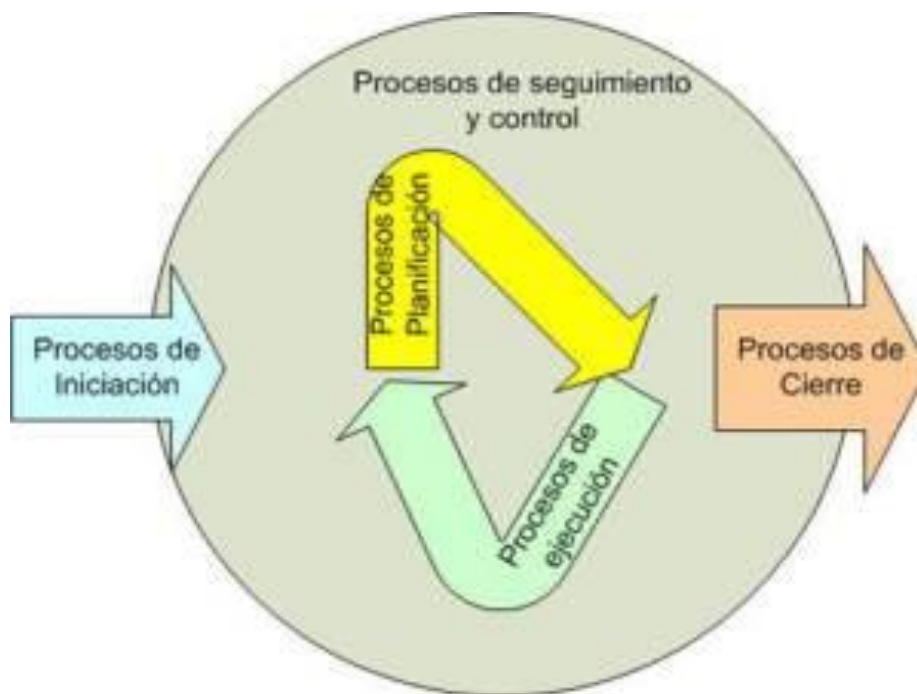 Procesos de seguimiento
y control
Procesos de
Planificación
Procesos de
Iniciación
Procesos de
Cierre
Procesos de
ejecución